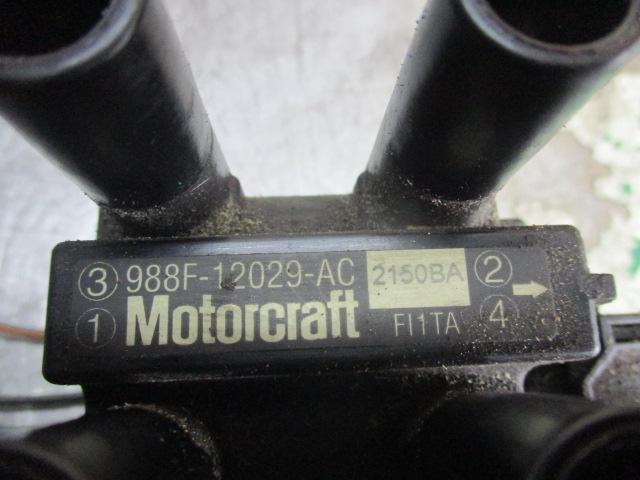 ③ 988F-12029-AC 2150BA ②
① Motorcraft FI1TA ④